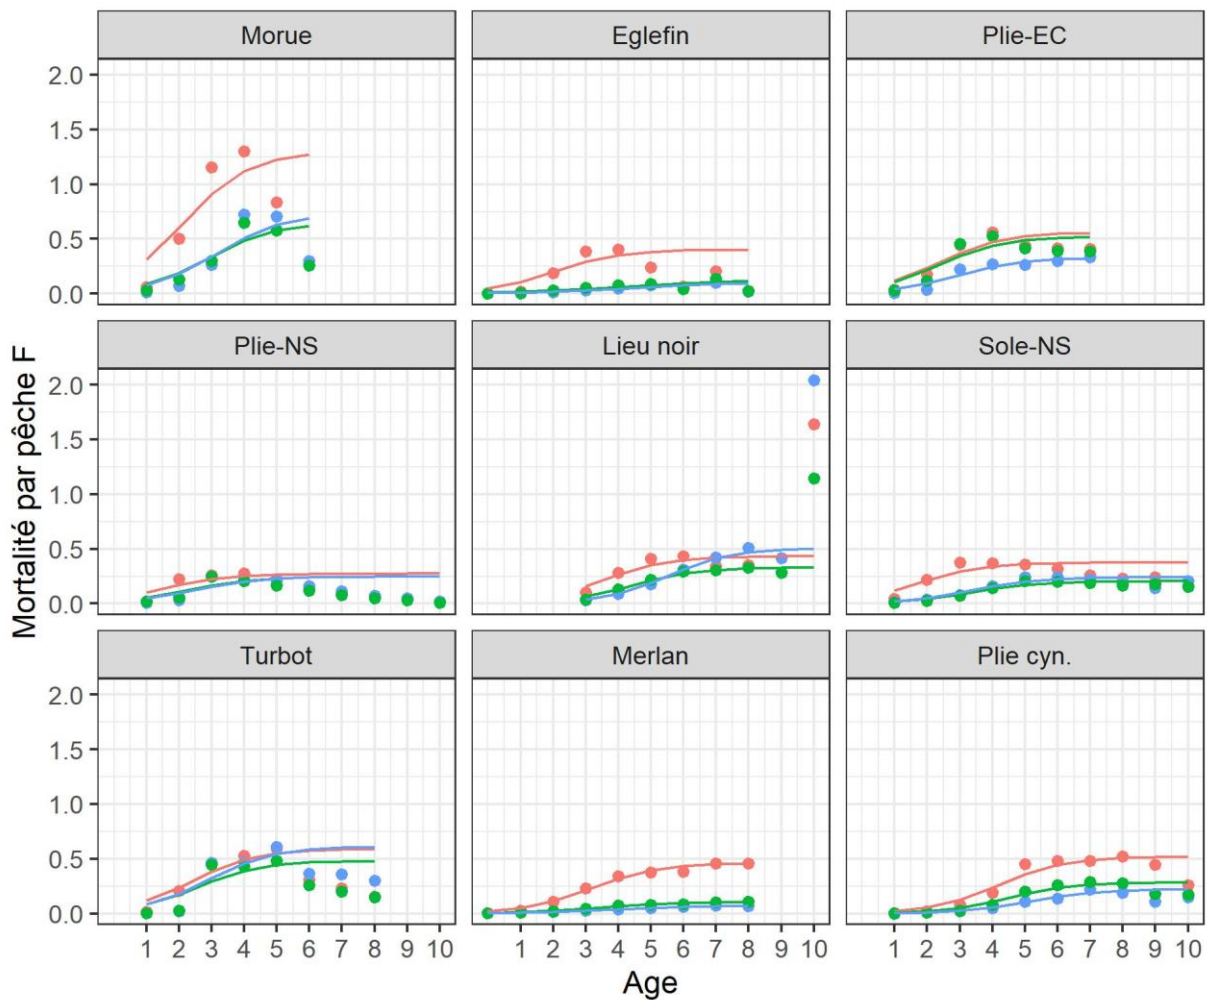 Morue Eglefin Plie-EC
2.0
1.5
1.0
0.5
0.0
Plie-NS Lieu noir Sole-NS
2.0
1.5
1.0
0.5
0.0
Turbot Merlan Plie cyn.
2.0
1.5
1.0
0.5
0.0
1 2 3 4 5 6 7 8 9 10 1 2 3 4 5 6 7 8 9 10 1 2 3 4 5 6 7 8 9 10
Age
Mortalité par pêche F